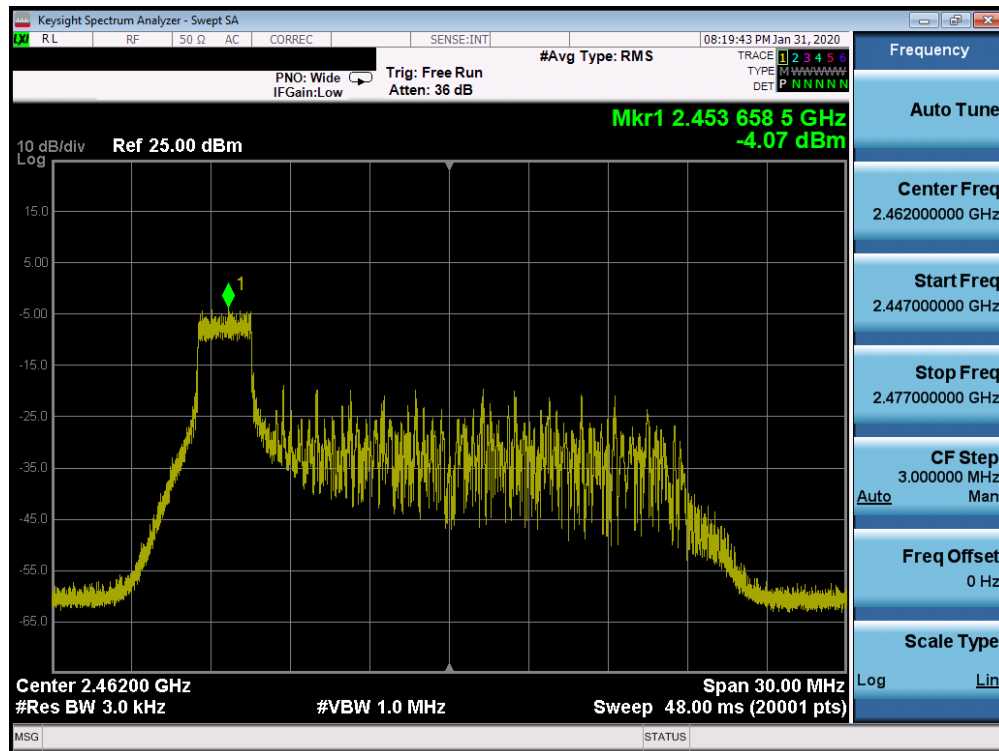 Keysight Spectrum Analyzer - Swept SA
LXI RL RF 50 Ω AC CORREC SENSE:INT 08:19:43 PM Jan 31, 2020
#Avg Type: RMS
TRACE 1 2 3 4 5 6
TYPE M WWWWW
DET P N N N N N
PNO: Wide
IFGain:Low
Trig: Free Run
Atten: 36 dB
Mkr1 2.453 658 5 GHz
-4.07 dBm
10 dB/div Ref 25.00 dBm
Log
15.0
5.00
1
-5.00
-15.0
-25.0
-35.0
-45.0
-55.0
-65.0
Center 2.46200 GHz Span 30.00 MHz
#Res BW 3.0 kHz #VBW 1.0 MHz Sweep 48.00 ms (20001 pts)
MSG STATUS
Frequency
Auto Tune
Center Freq
2.462000000 GHz
Start Freq
2.447000000 GHz
Stop Freq
2.477000000 GHz
CF Step
3.000000 MHz
Auto Man
Freq Offset
0 Hz
Scale Type
Log Lin